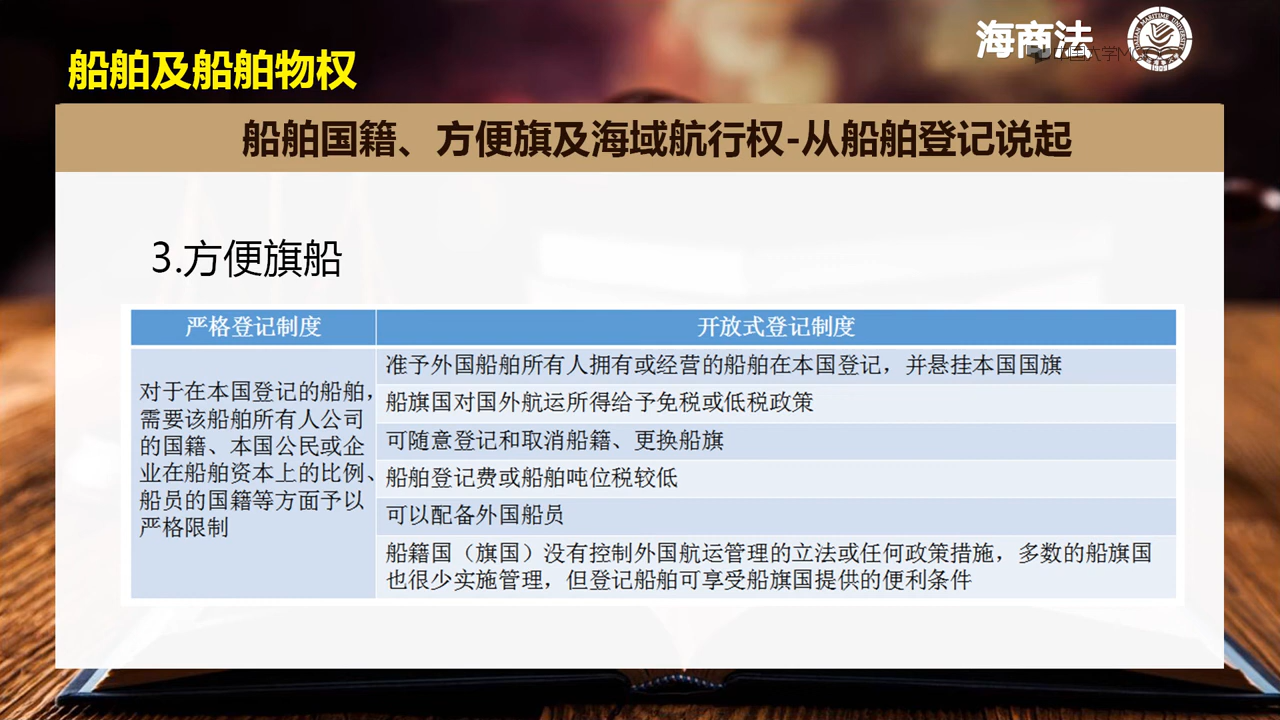 海商法
船舶及船舶物权
船舶国籍、方便旗及海域航行权-从船舶登记说起
3.方便旗船
严格登记制度
开放式登记制度
对于在本国登记的船舶，
需要该船舶所有人公司
的国籍、本国公民或企
业在船舶资本上的比例、
船员的国籍等方面予以
严格限制
准予外国船舶所有人拥有或经营的船舶在本国登记，并悬挂本国国旗
船旗国对国外航运所得给予免税或低税政策
可随意登记和取消船籍、更换船旗
船舶登记费或船舶吨位税较低
可以配备外国船员
船籍国（旗国）没有控制外国航运管理的立法或任何政策措施，多数的船旗国
也很少实施管理，但登记船舶可享受船旗国提供的便利条件